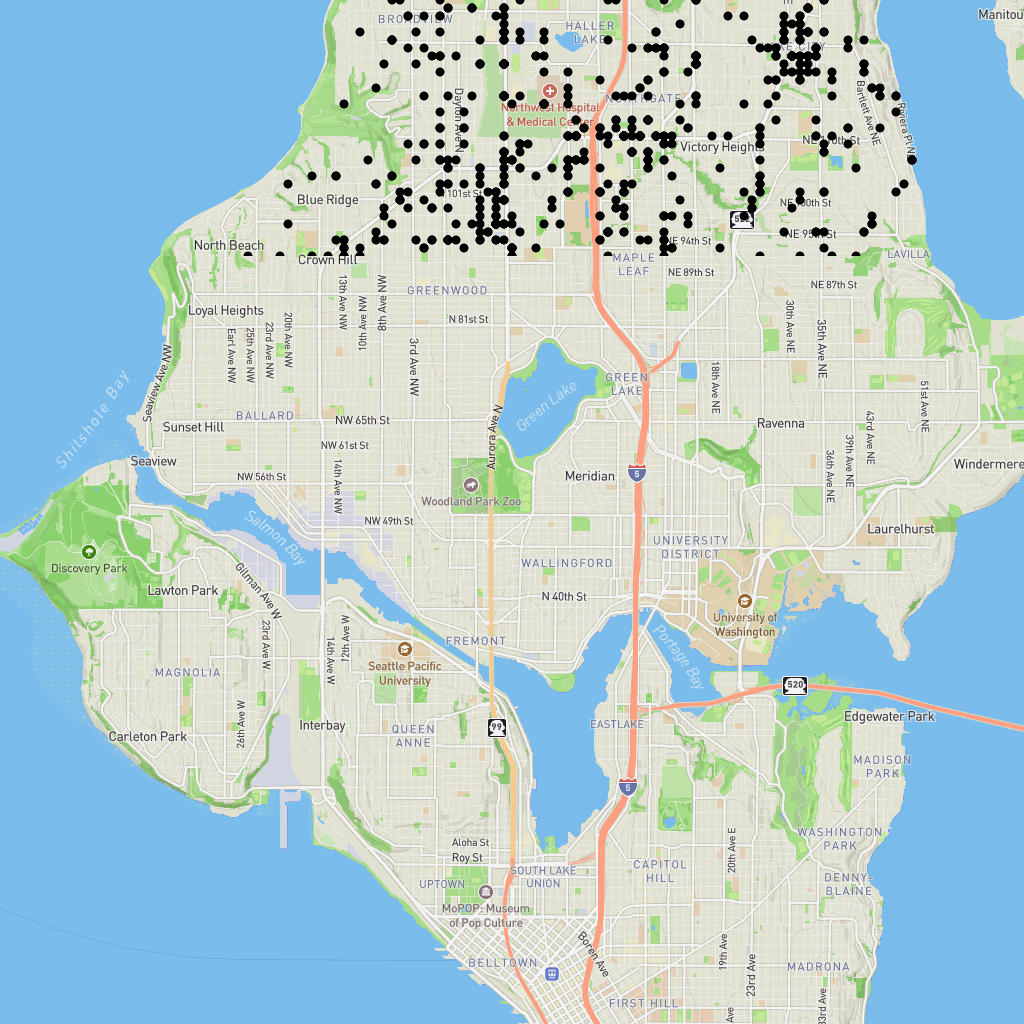 BROADVIEW
HALLER
LAKE
Manitou
E CITY
Dayton Ave N
Northwest Hospital
& Medical Center
NORTHGATE
Bartlett Ave NE
Riviera Pl NE
Victory Heights
NE 110th St
N 101st St
Blue Ridge
NE 100th St
522
NE 95th St
NE 94th St
North Beach
Crown Hill
MAPLE
LEAF
LAVILLA
NE 89th St
NE 87th St
GREENWOOD
13th Ave NW
10th Ave NW
8th Ave NW
Loyal Heights
N 81st St
20th Ave NW
23rd Ave NW
25th Ave NW
Earl Ave NW
30th Ave NE
35th Ave NE
3rd Ave NW
Seaview Ave NW
Shilshole Bay
GREEN
LAKE
Green Lake
18th Ave NE
51st Ave NE
BALLARD
NW 65th St
Aurora Ave N
Sunset Hill
Ravenna
43rd Ave NE
39th Ave NE
36th Ave NE
NW 61st St
Seaview
Windermere
NW 56th St
14th Ave NW
Meridian
5
Woodland Park Zoo
NW 49th St
Salmon Bay
Laurelhurst
UNIVERSITY
DISTRICT
Discovery Park
WALLINGFORD
Gilman Ave W
Lawton Park
N 40th St
University of
Washington
23rd Ave W
14th Ave W
12th Ave W
FREMONT
Portage Bay
Seattle Pacific
University
MAGNOLIA
520
26th Ave W
Interbay
QUEEN
ANNE
99
EASTLAKE
Edgewater Park
Carleton Park
MADISON
PARK
5
WASHINGTON
PARK
20th Ave E
Aloha St
Roy St
CAPITOL
HILL
SOUTH LAKE
UNION
UPTOWN
DENNY-
BLAINE
MoPOP: Museum
of Pop Culture
Boren Ave
19th Ave
23rd Ave
BELLTOWN
MADRONA
FIRST HILL
Ave
33rd Ave